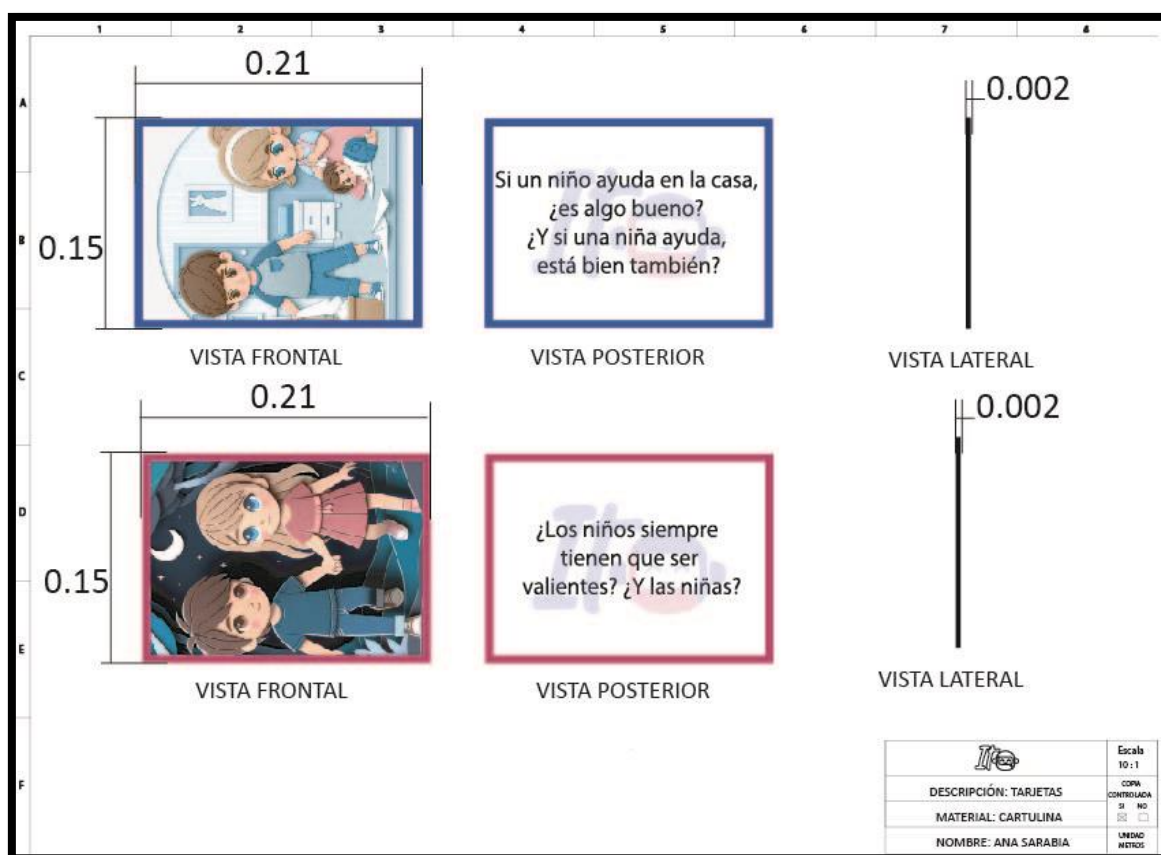 1 2 3 4 5 6 7 8
A
0.21
0.002
B
0.15
Si un niño ayuda en la casa,
¿es algo bueno?
¿Y si una niña ayuda,
está bien también?
VISTA FRONTAL
VISTA POSTERIOR
VISTA LATERAL
C
0.21
0.002
D
0.15
¿Los niños siempre
tienen que ser
valientes? ¿Y las niñas?
E
VISTA FRONTAL
VISTA POSTERIOR
VISTA LATERAL
F
Ito
Escala
10 : 1
DESCRIPCIÓN: TARJETAS
COPIA
CONTROLADA
SI NO
MATERIAL: CARTULINA
NOMBRE: ANA SARABIA
UNIDAD
METROS